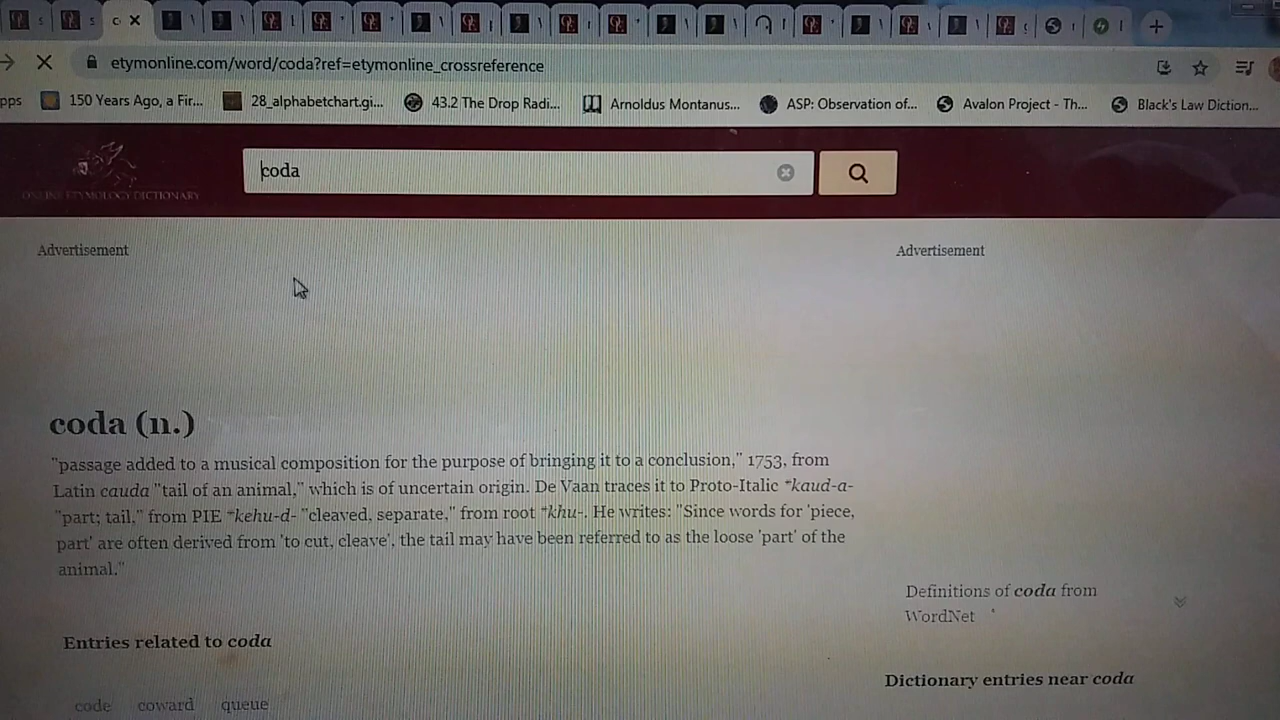 etymonline.com/word/coda?ref=etymonline_crossreference
pps 150 Years Ago, a Fir... 28_alphabetchart.gi... 43.2 The Drop Radi... Arnoldus Montanus... ASP: Observation of... Avalon Project - Th... Black's Law Diction...
coda
ONLINE ETYMOLOGY DICTIONARY
Advertisement
Advertisement
coda (n.)
"passage added to a musical composition for the purpose of bringing it to a conclusion," 1753, from
Latin cauda "tail of an animal," which is of uncertain origin. De Vaan traces it to Proto-Italic *kaud-a-
"part; tail," from PIE *kehu-d- "cleaved, separate," from root *khu-. He writes: "Since words for 'piece,
part' are often derived from 'to cut, cleave', the tail may have been referred to as the loose 'part' of the
animal."
Definitions of coda from
WordNet
Entries related to coda
Dictionary entries near coda
code coward queue